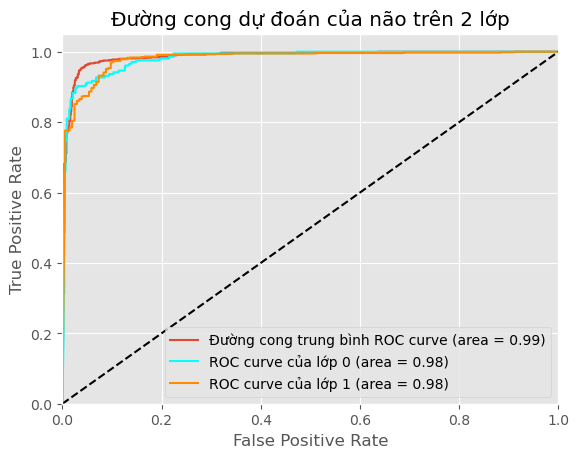 Đường cong dự đoán của não trên 2 lớp
True Positive Rate
1.0
0.8
0.6
0.4
0.2
0.0
Đường cong trung bình ROC curve (area = 0.99)
ROC curve của lớp 0 (area = 0.98)
ROC curve của lớp 1 (area = 0.98)
0.0 0.2 0.4 0.6 0.8 1.0
False Positive Rate